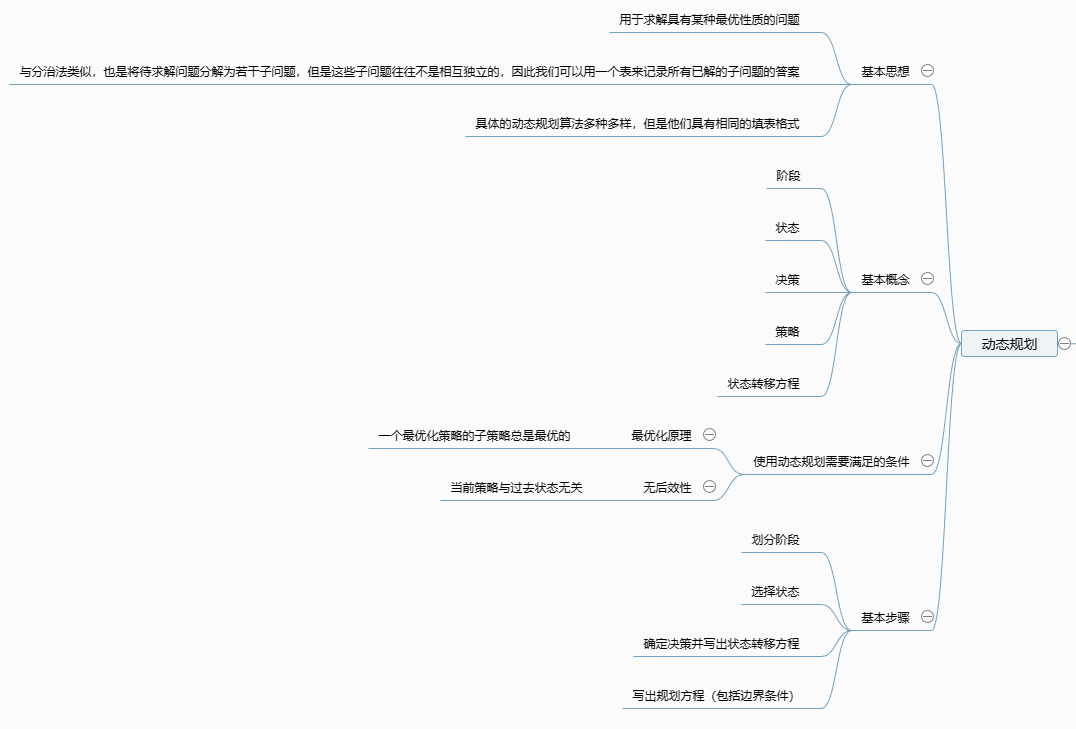 用于求解具有某种最优性质的问题
与分治法类似，也是将待求解问题分解为若干子问题，但是这些子问题往往不是相互独立的，因此我们可以用一个表来记录所有已解的子问题的答案
基本思想
具体的动态规划算法多种多样，但是他们具有相同的填表格式
阶段
状态
决策
基本概念
策略
动态规划
状态转移方程
一个最优化策略的子策略总是最优的
最优化原理
使用动态规划需要满足的条件
当前策略与过去状态无关
无后效性
划分阶段
选择状态
基本步骤
确定决策并写出状态转移方程
写出规划方程（包括边界条件）